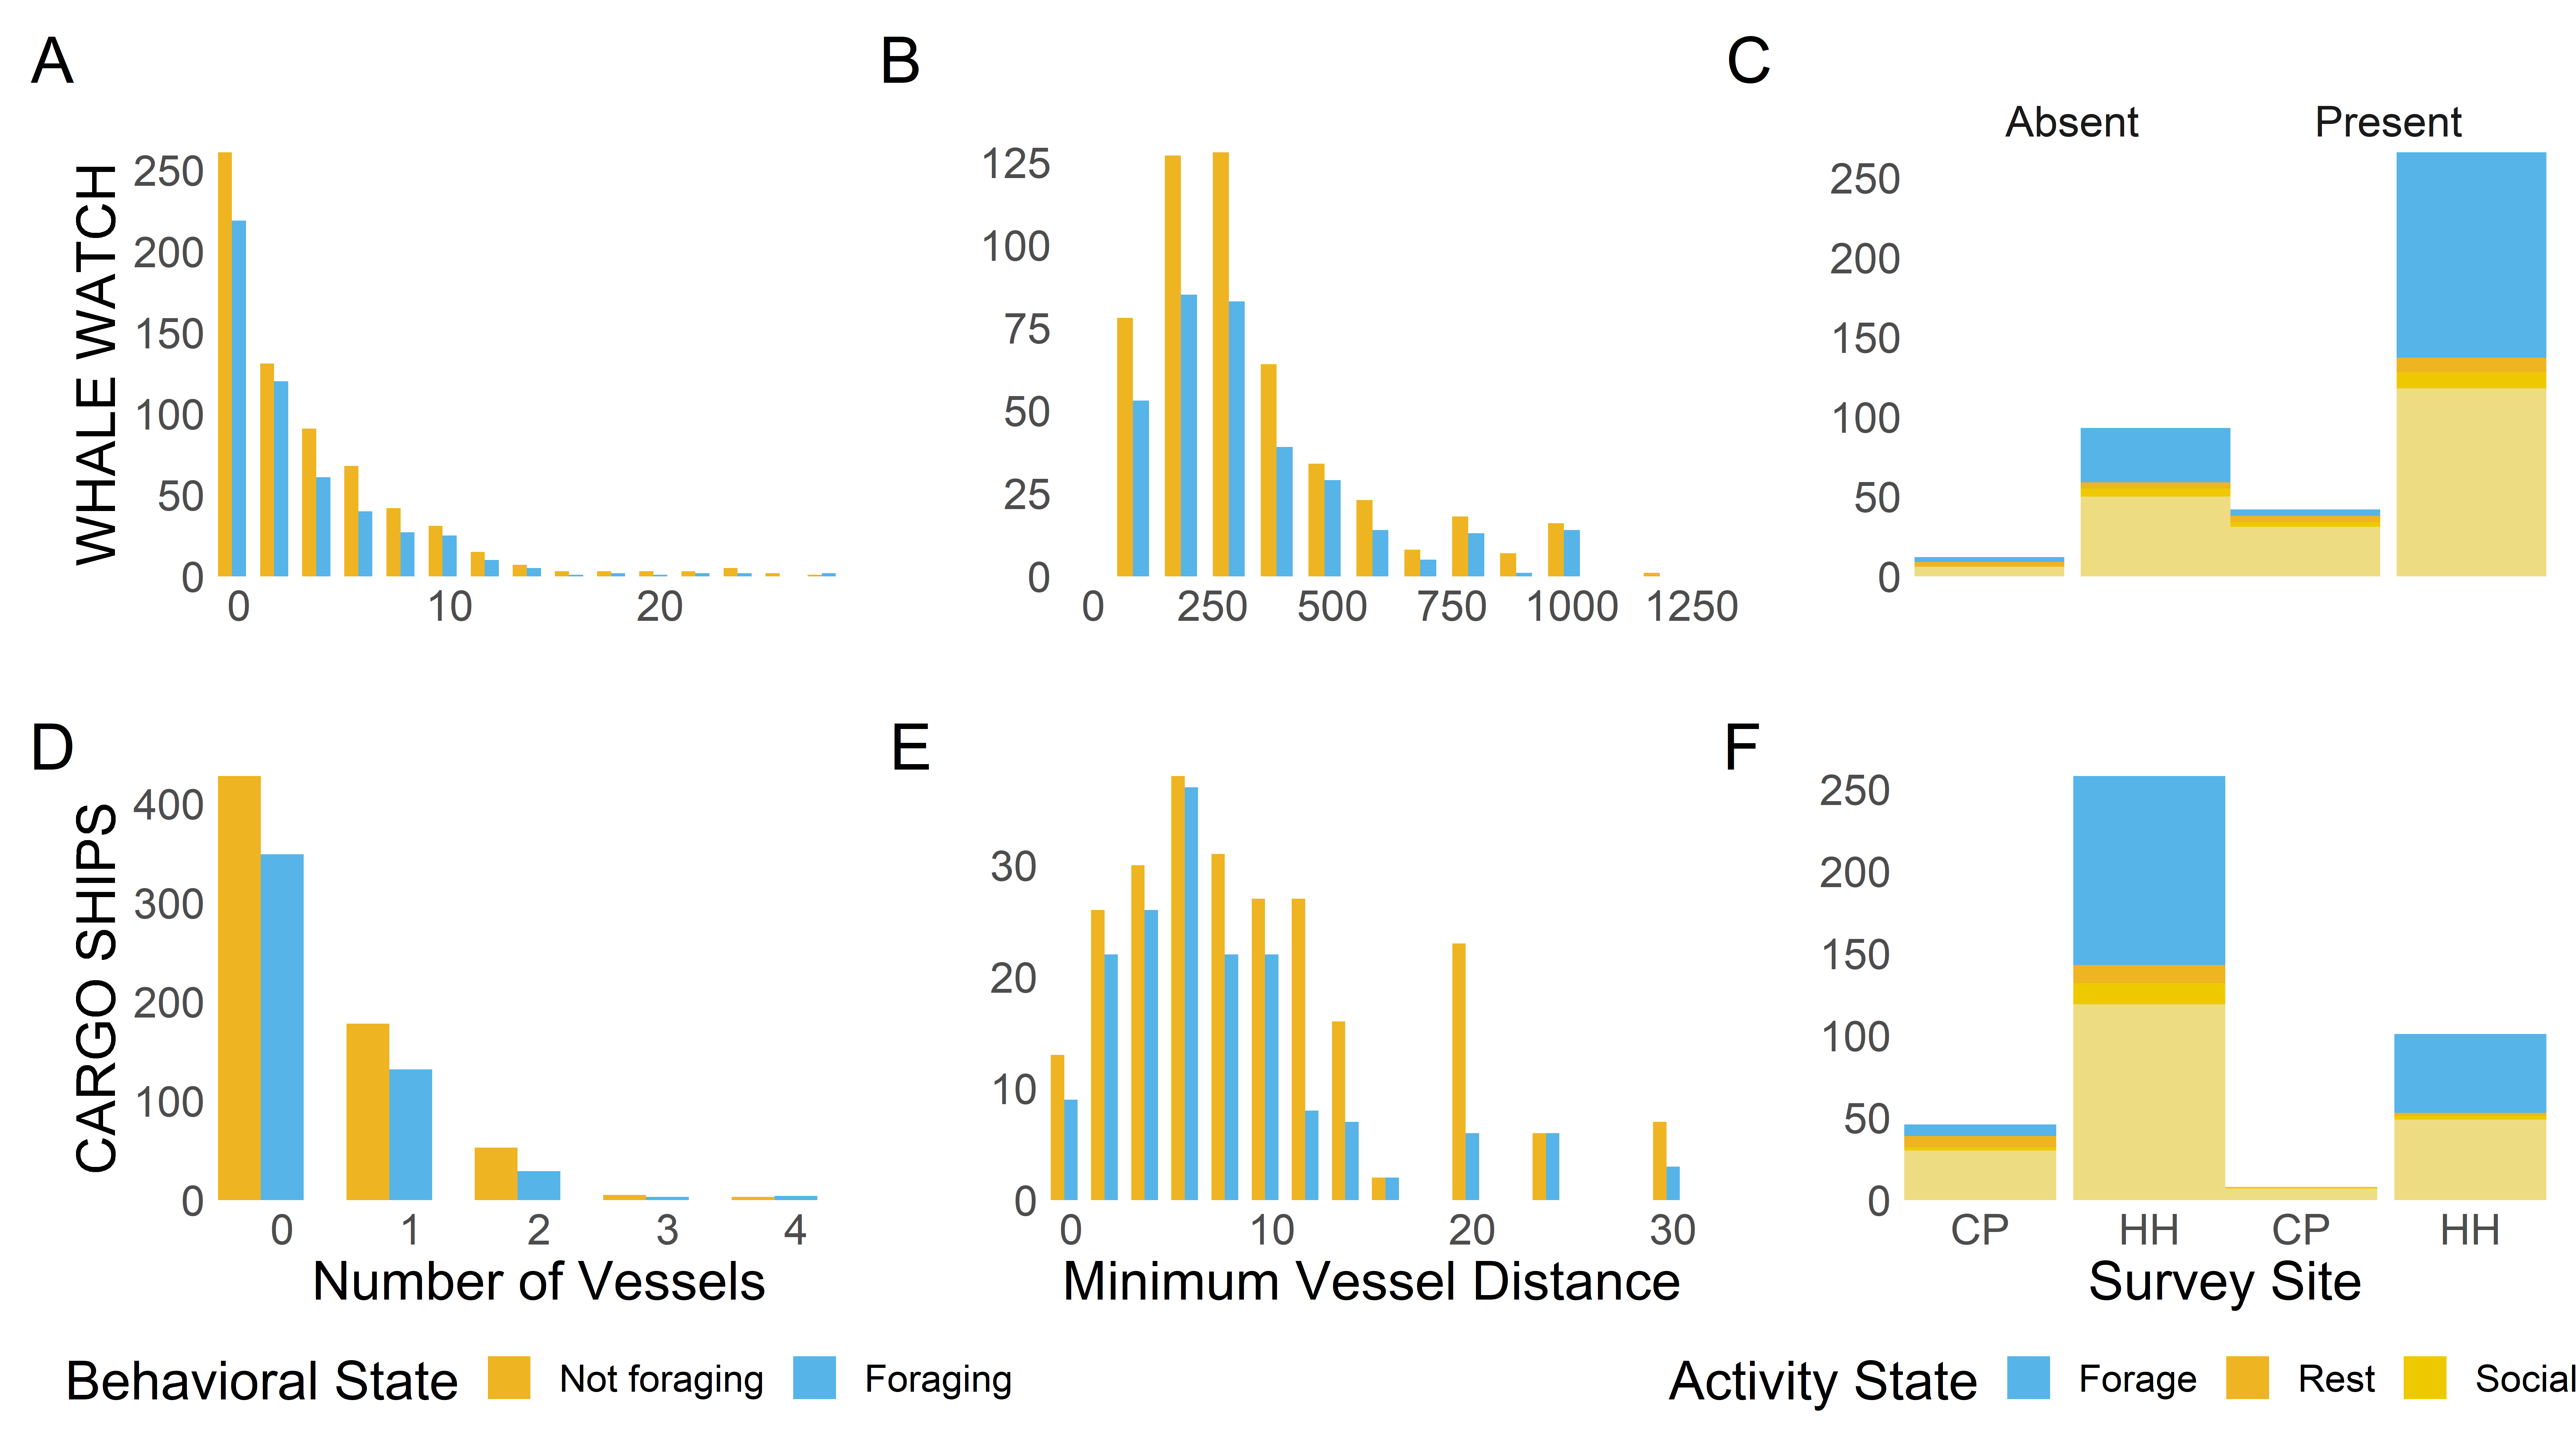 A
B
C
Absent Present
WHALE WATCH
250
200
150
100
50
0
0 10 20
125
100
75
50
25
0
0 250 500 750 1000 1250
250
200
150
100
50
0
D
E
F
CARGO SHIPS
400
300
200
100
0
0 1 2 3 4
Number of Vessels
30
20
10
0
0 10 20 30
Minimum Vessel Distance
250
200
150
100
50
0
CP HH CP HH
Survey Site
Behavioral State Not foraging Foraging
Activity State Forage Rest Social